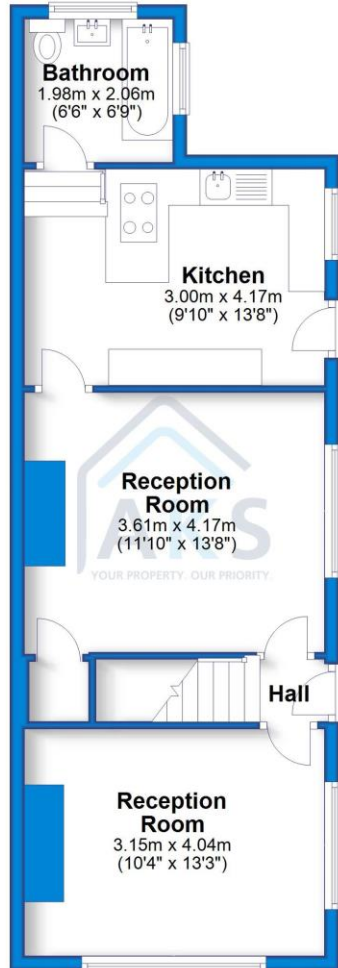 Bathroom
1.98m x 2.06m
(6'6" x 6'9")
Kitchen
3.00m x 4.17m
(9'10" x 13'8")
Reception
Room
3.61m x 4.17m
(11'10" x 13'8")
AKS
YOUR PROPERTY. OUR PRIORITY.
Hall
Reception
Room
3.15m x 4.04m
(10'4" x 13'3")